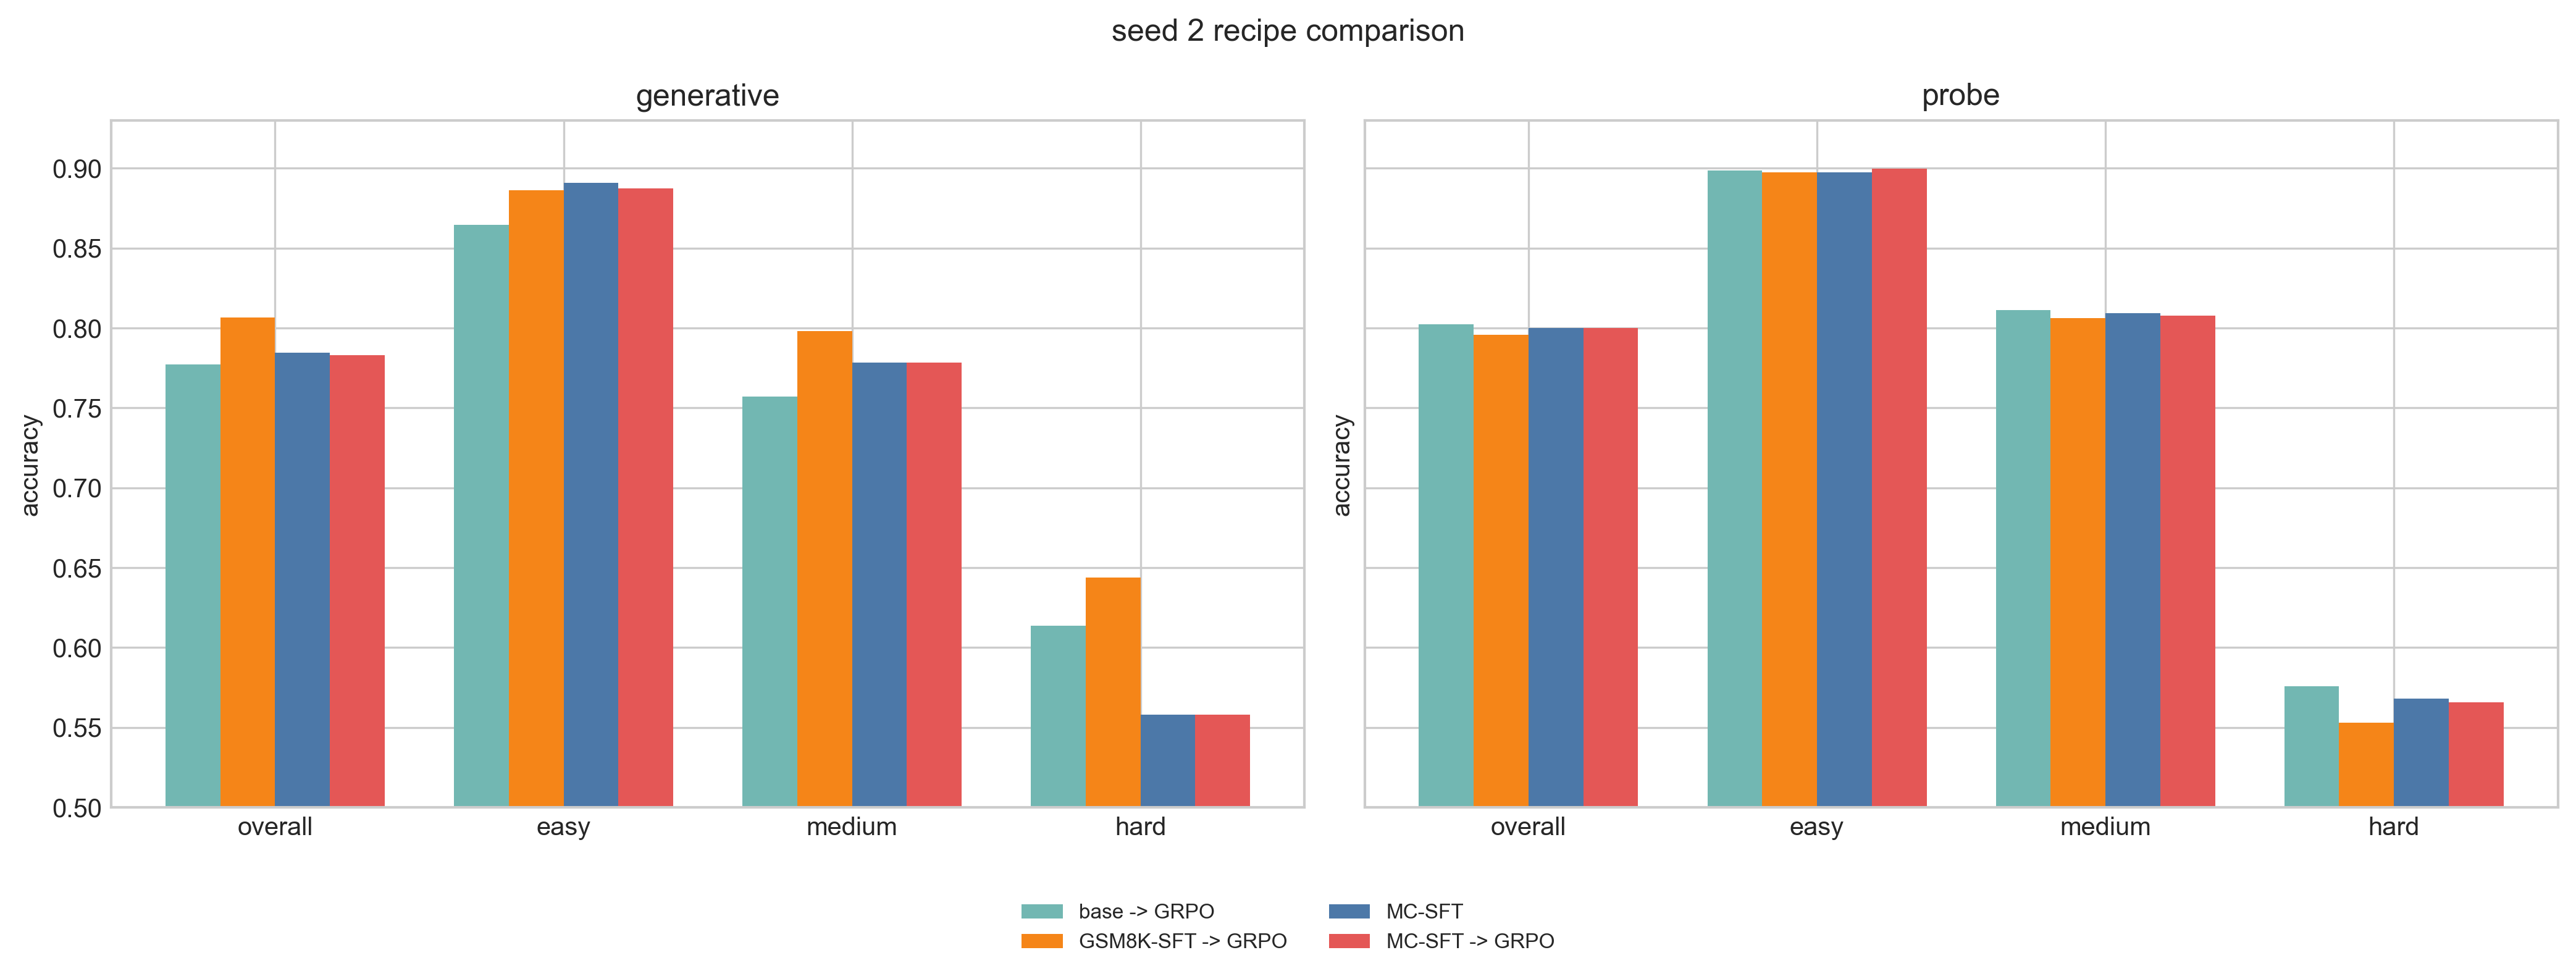 seed 2 recipe comparison
generative
probe
accuracy
0.90
0.85
0.80
0.75
0.70
0.65
0.60
0.55
0.50
overall easy medium hard
accuracy
overall easy medium hard
base -> GRPO
GSM8K-SFT -> GRPO
MC-SFT
MC-SFT -> GRPO